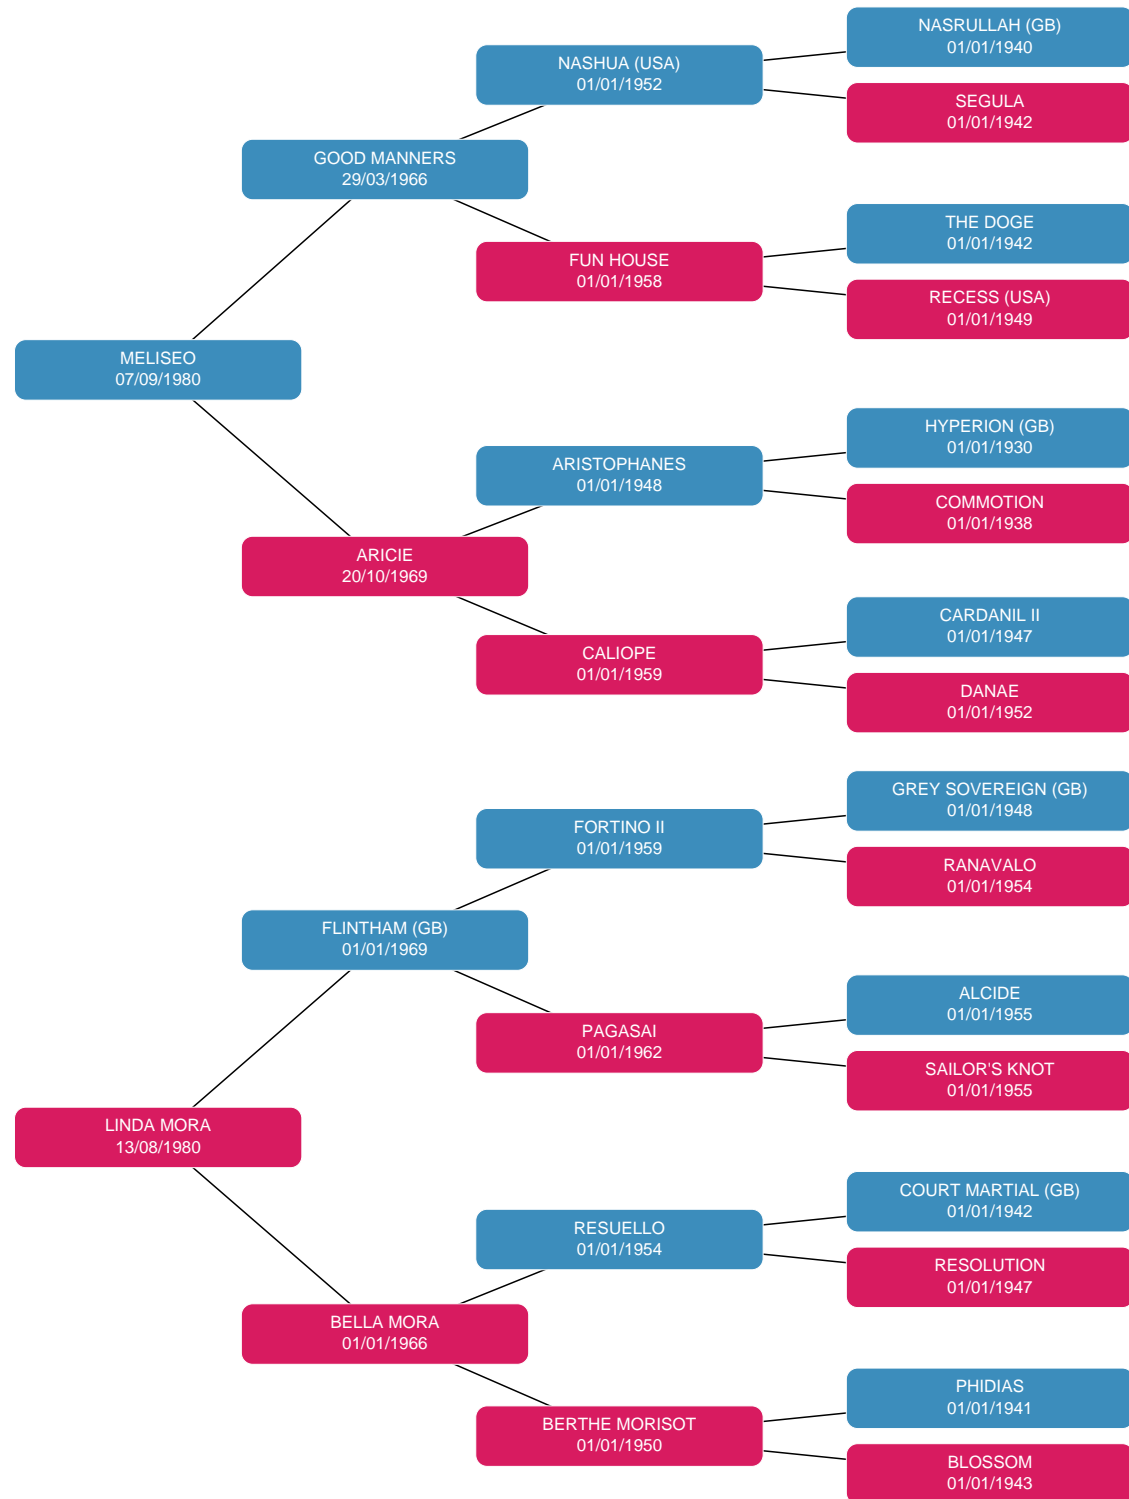 NASRULLAH (GB)
01/01/1940
NASHUA (USA)
01/01/1952
SEGULA
01/01/1942
GOOD MANNERS
29/03/1966
THE DOGE
01/01/1942
FUN HOUSE
01/01/1958
RECESS (USA)
01/01/1949
MELISEO
07/09/1980
HYPERION (GB)
01/01/1930
ARISTOPHANES
01/01/1948
COMMOTION
01/01/1938
ARICIE
20/10/1969
CARDANIL II
01/01/1947
CALIOPE
01/01/1959
DANAE
01/01/1952
GREY SOVEREIGN (GB)
01/01/1948
FORTINO II
01/01/1959
RANAVALO
01/01/1954
FLINTHAM (GB)
01/01/1969
ALCIDE
01/01/1955
PAGASAI
01/01/1962
SAILOR'S KNOT
01/01/1955
LINDA MORA
13/08/1980
COURT MARTIAL (GB)
01/01/1942
RESUELLO
01/01/1954
RESOLUTION
01/01/1947
BELLA MORA
01/01/1966
PHIDIAS
01/01/1941
BERTHE MORISOT
01/01/1950
BLOSSOM
01/01/1943